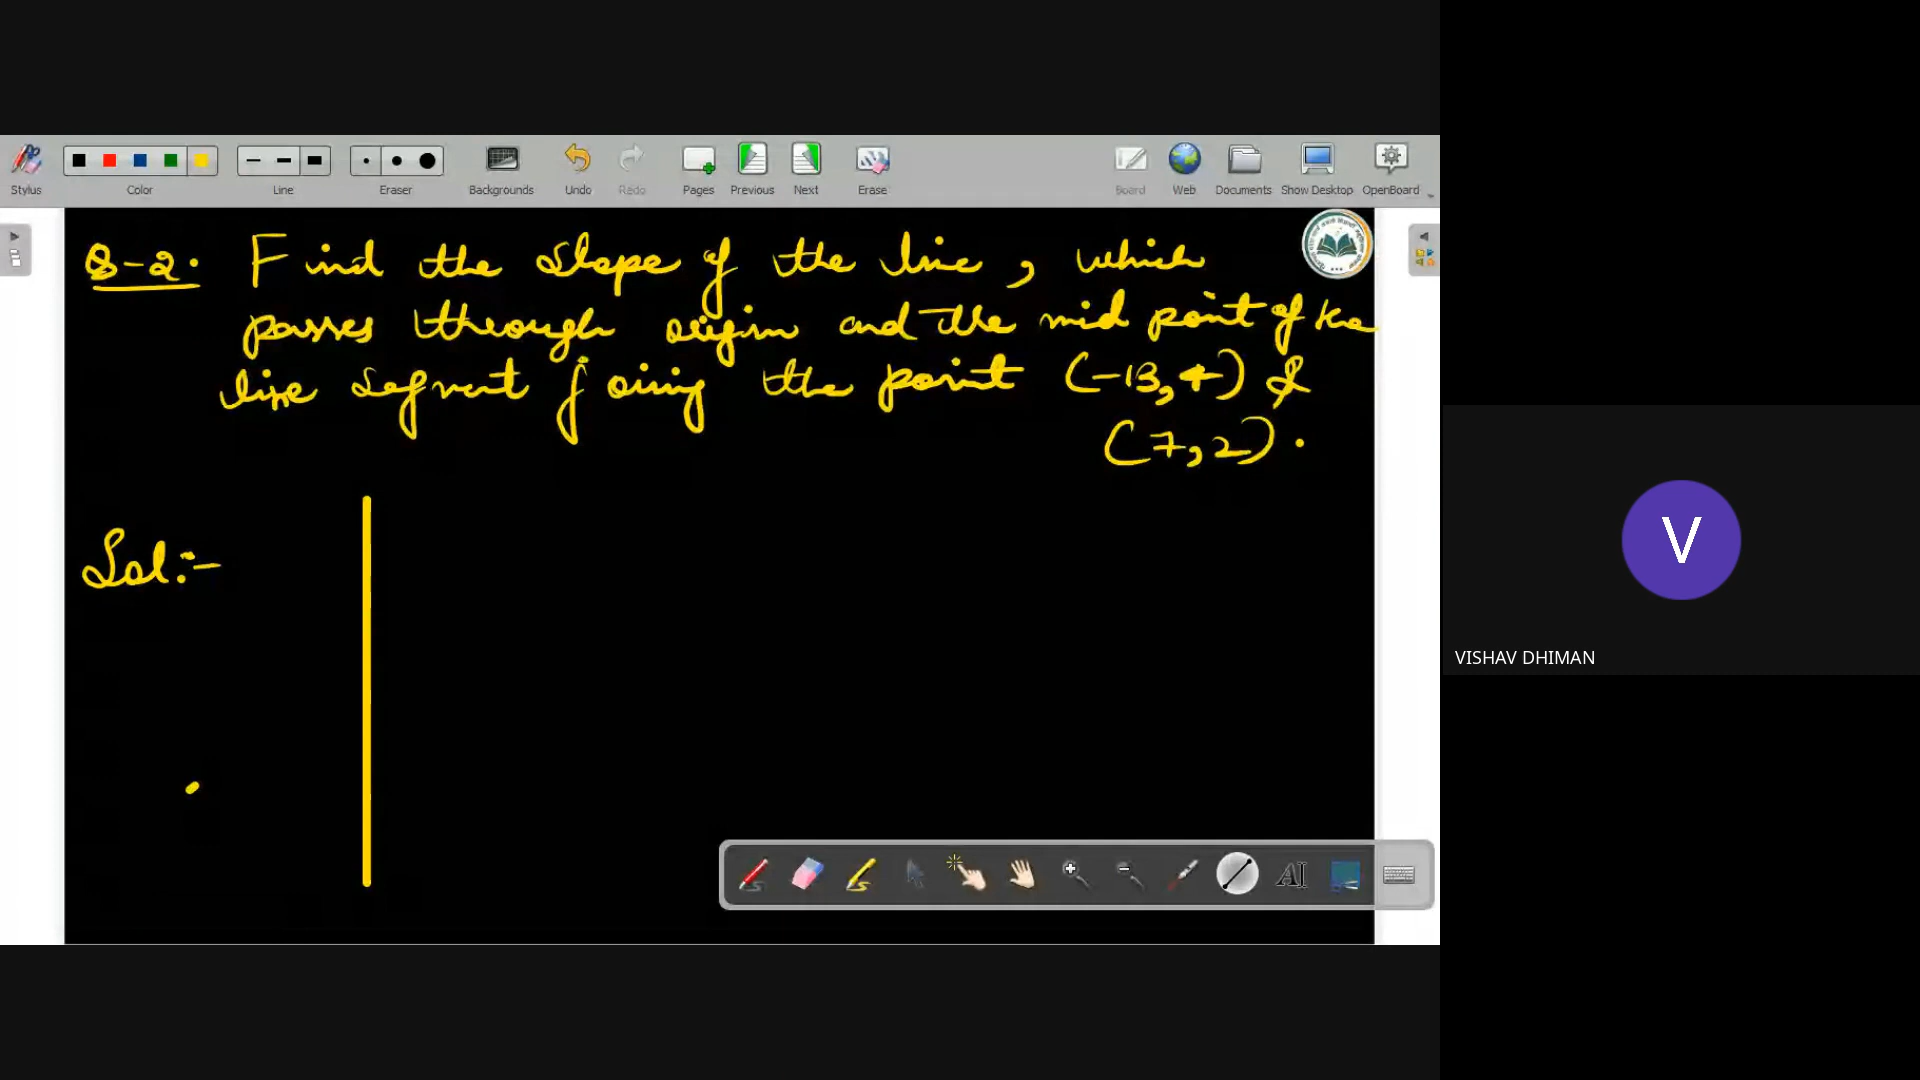 Stylus Color Line Eraser Backgrounds Undo Redo Pages Previous Next Erase Board Web Documents Show Desktop OpenBoard
Q-2. Find the slope of the line, which
passes through origin and the mid point of the
line segment joining the point (-13,4) &
(7,2).
Sol:-
V
VISHAV DHIMAN
AI